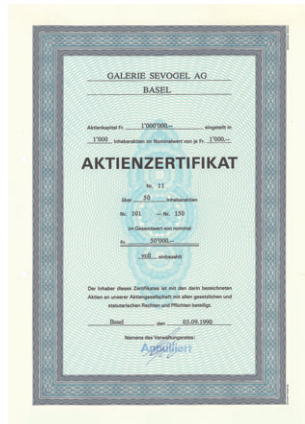 GALERIE SEVOGEL AG
BASEL
Aktienkapital Fr. 1'000'000,-- eingeteilt in
1'000 Inhaberaktien im Nominalwert von je Fr. 1'000,--
AKTIENZERTIFIKAT
Nr. 11
über 50 Inhaberaktien
Nr. 101 — Nr. 150
im Gesamtwert von nominal
Fr. 50'000,--
voll einbezahlt
Der Inhaber dieses Zertifikates ist mit den darin bezeichneten
Aktien an unserer Aktiengesellschaft mit allen gesetzlichen und
statutarischen Rechten und Pflichten beteiligt.
Basel den 03.09.1990
Namens des Verwaltungsrates:
Annulliert